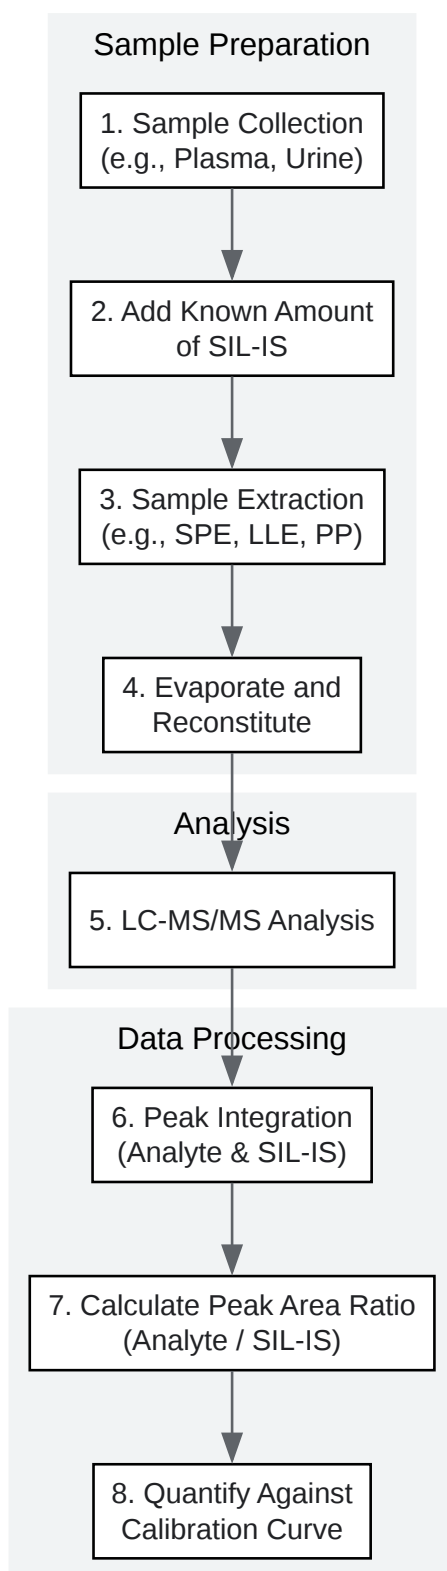 Sample Preparation
1. Sample Collection
(e.g., Plasma, Urine)
2. Add Known Amount
of SIL-IS
3. Sample Extraction
(e.g., SPE, LLE, PP)
4. Evaporate and
Reconstitute
Analysis
5. LC-MS/MS Analysis
Data Processing
6. Peak Integration
(Analyte & SIL-IS)
7. Calculate Peak Area Ratio
(Analyte / SIL-IS)
8. Quantify Against
Calibration Curve